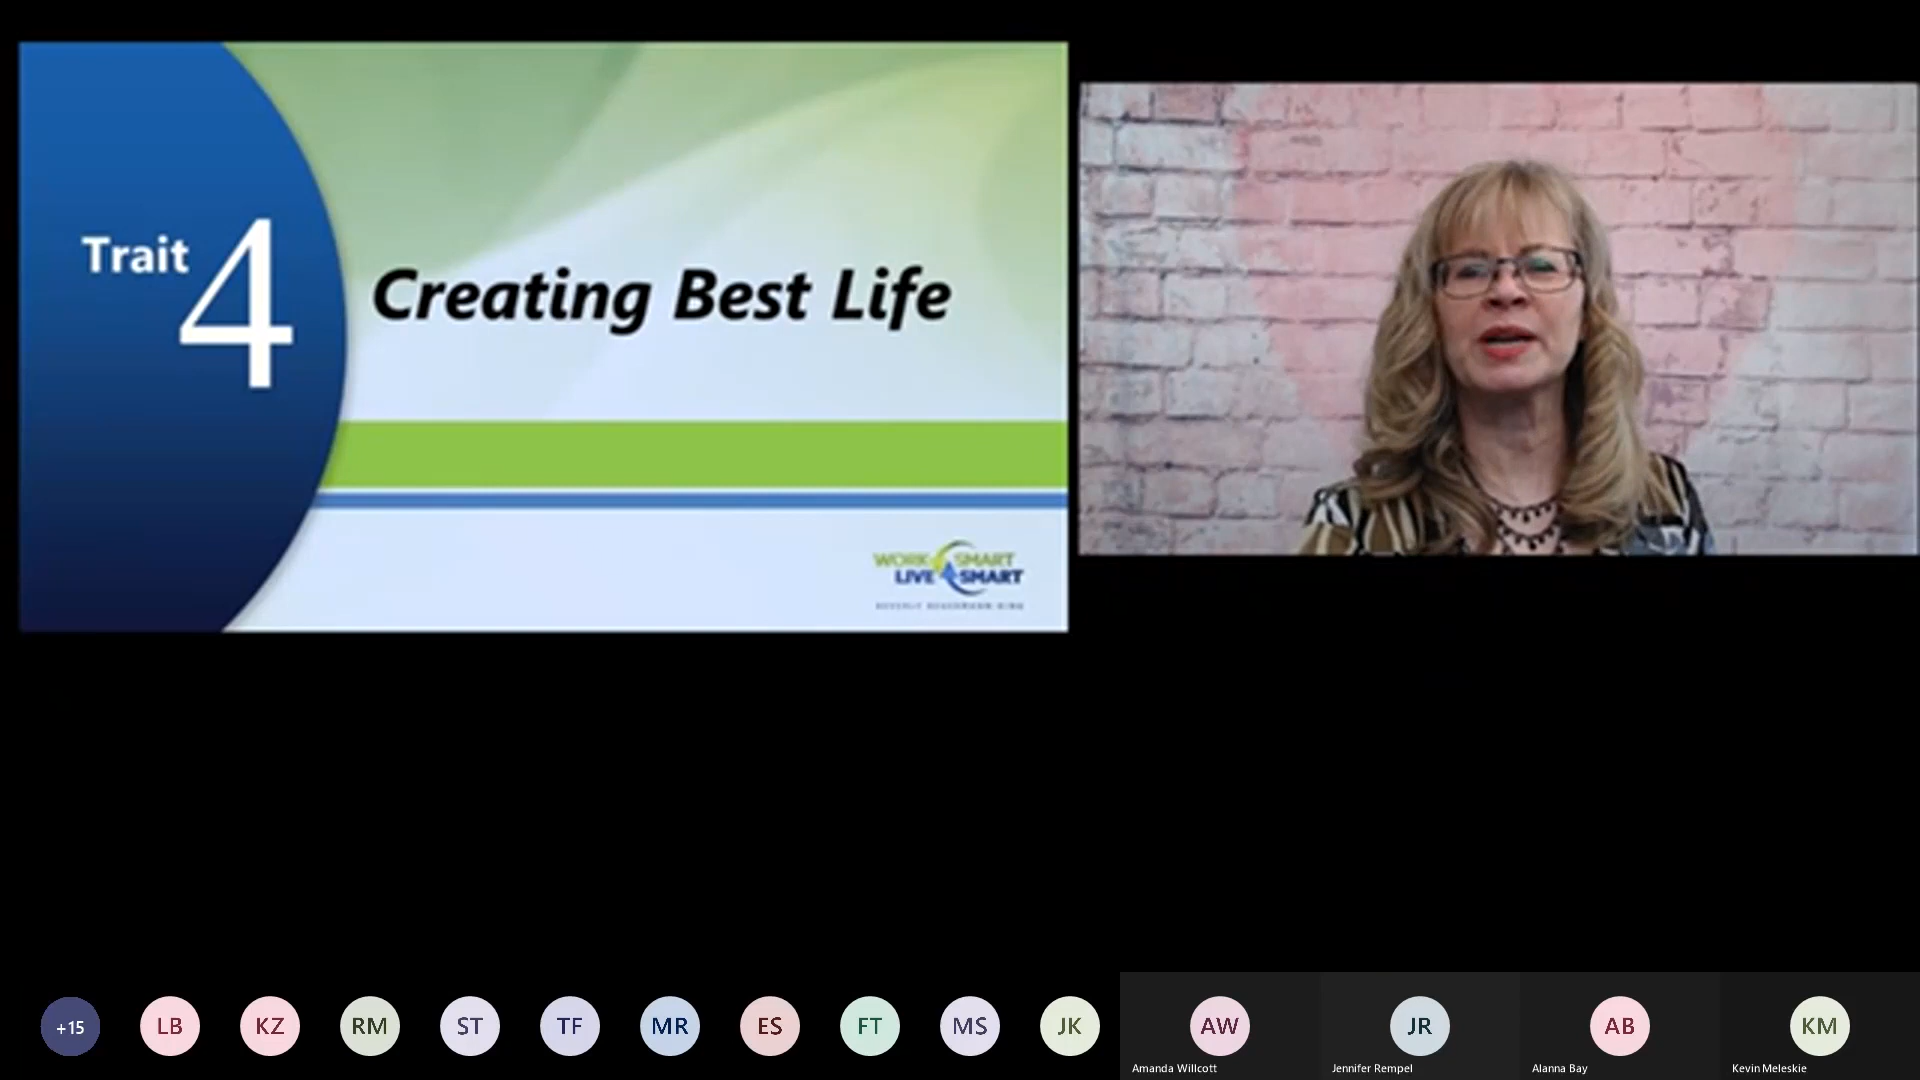 Trait 4
Creating Best Life
WORK SMART
LIVE SMART
+15
LB
KZ
RM
ST
TF
MR
ES
FT
MS
JK
AW
JR
AB
KM
Amanda Willcott
Jennifer Rempel
Alanna Bay
Kevin Meleskie